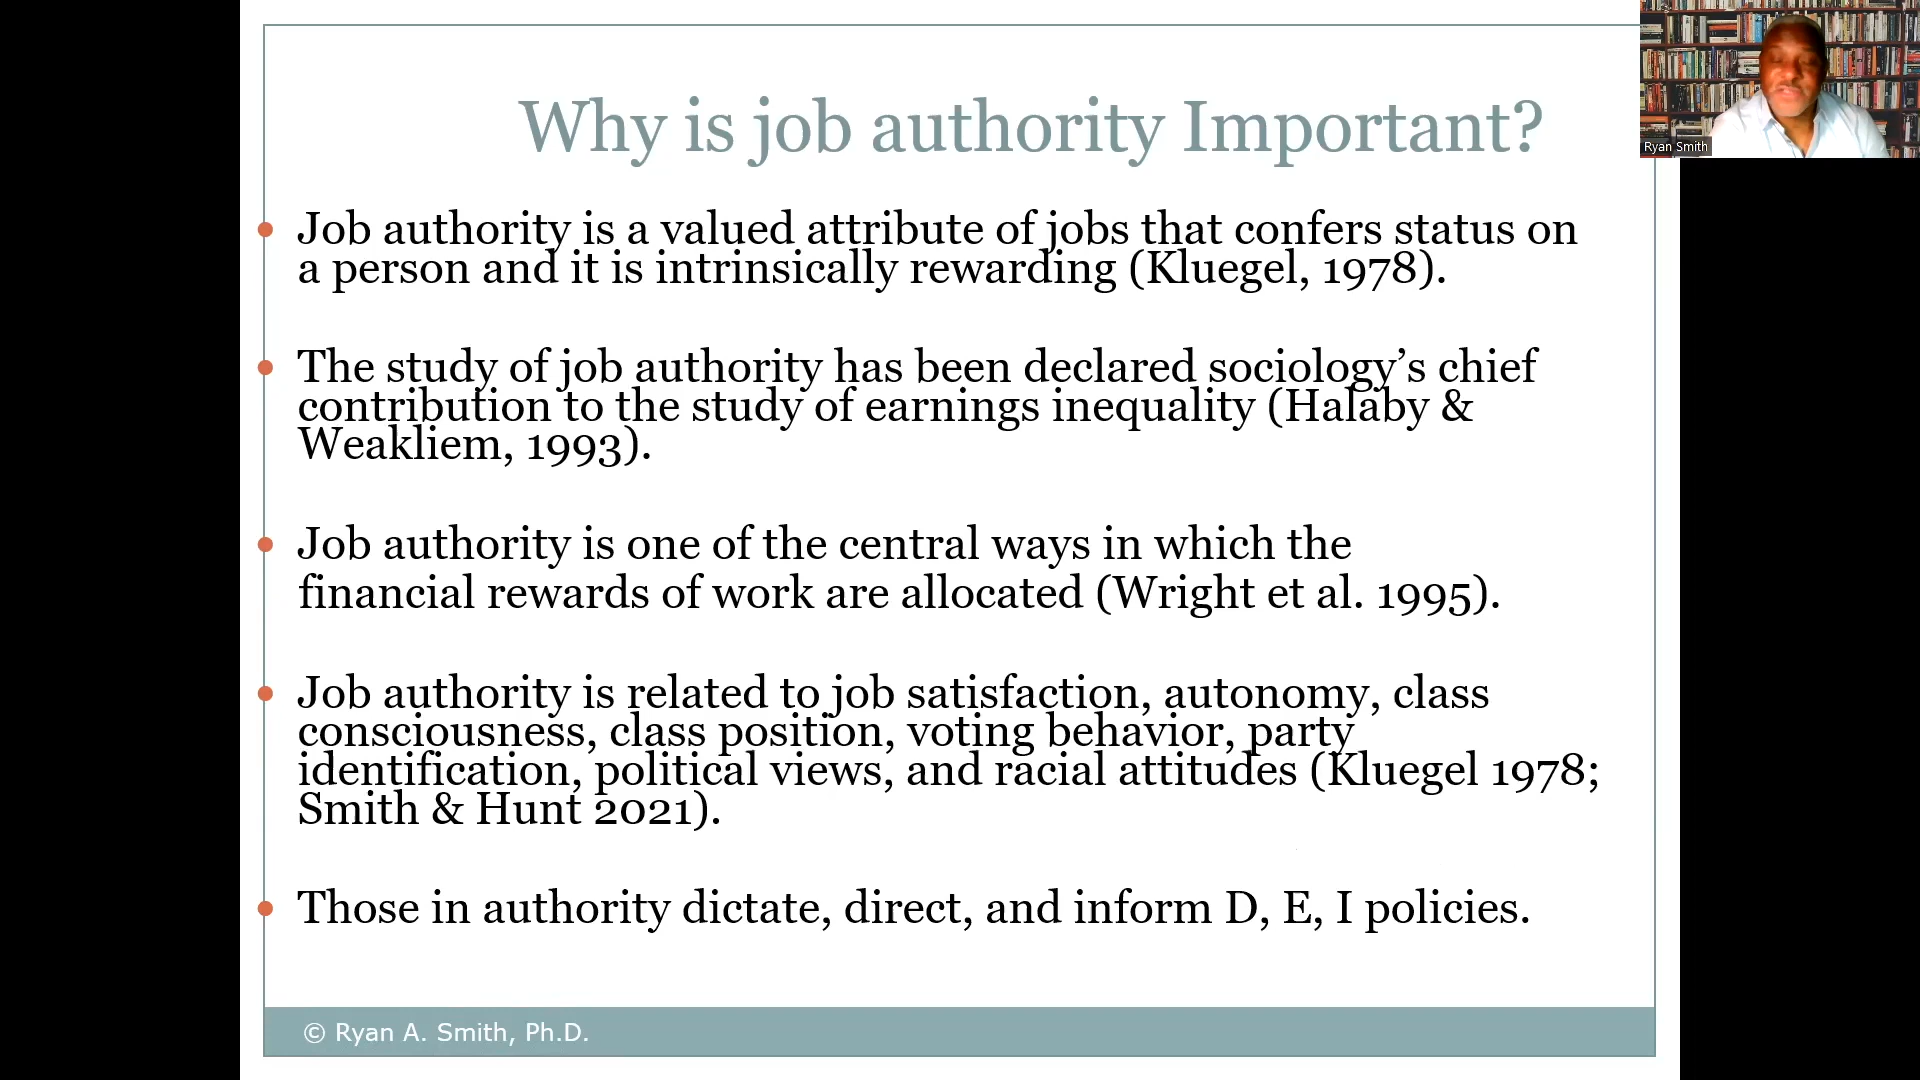 Why is job authority Important?
Ryan Smith
Job authority is a valued attribute of jobs that confers status on
a person and it is intrinsically rewarding (Kluegel, 1978).
The study of job authority has been declared sociology's chief
contribution to the study of earnings inequality (Halaby &
Weakliem, 1993).
Job authority is one of the central ways in which the
financial rewards of work are allocated (Wright et al. 1995).
Job authority is related to job satisfaction, autonomy, class
consciousness, class position, voting behavior, party
identification, political views, and racial attitudes (Kluegel 1978;
Smith & Hunt 2021).
Those in authority dictate, direct, and inform D, E, I policies.
© Ryan A. Smith, Ph.D.